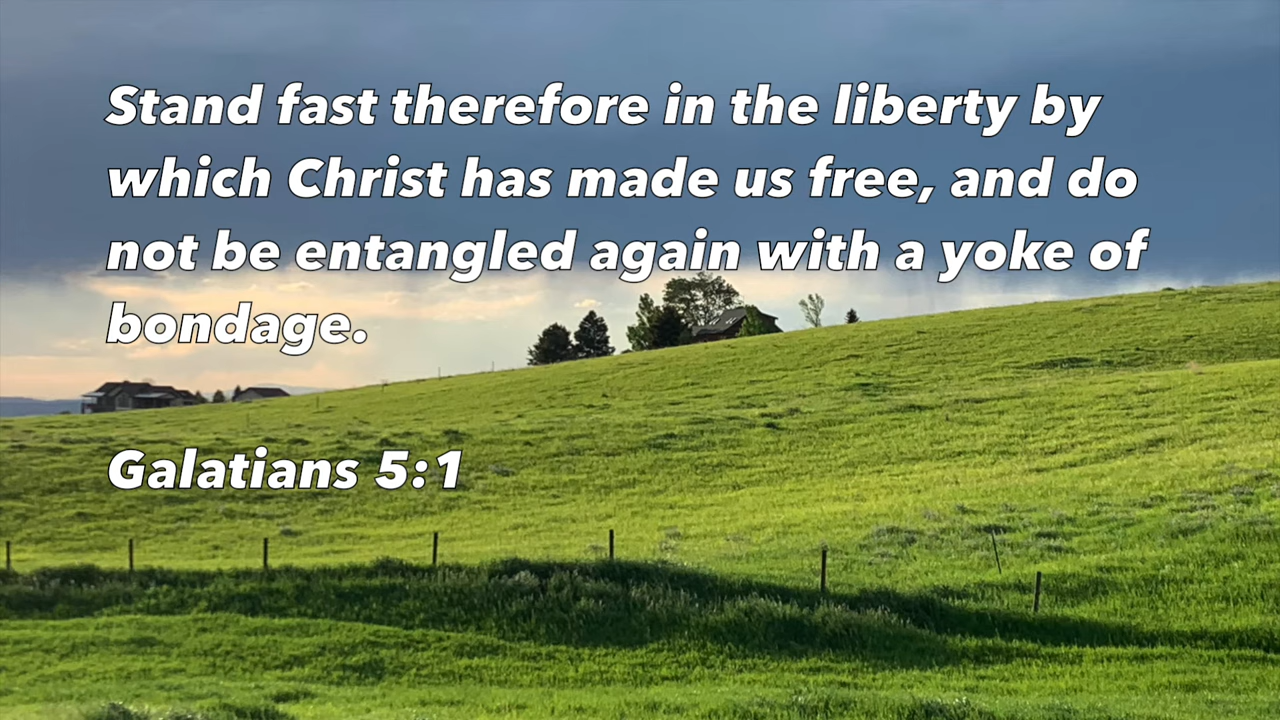 Stand fast therefore in the liberty by
which Christ has made us free, and do
not be entangled again with a yoke of
bondage.
Galatians 5:1